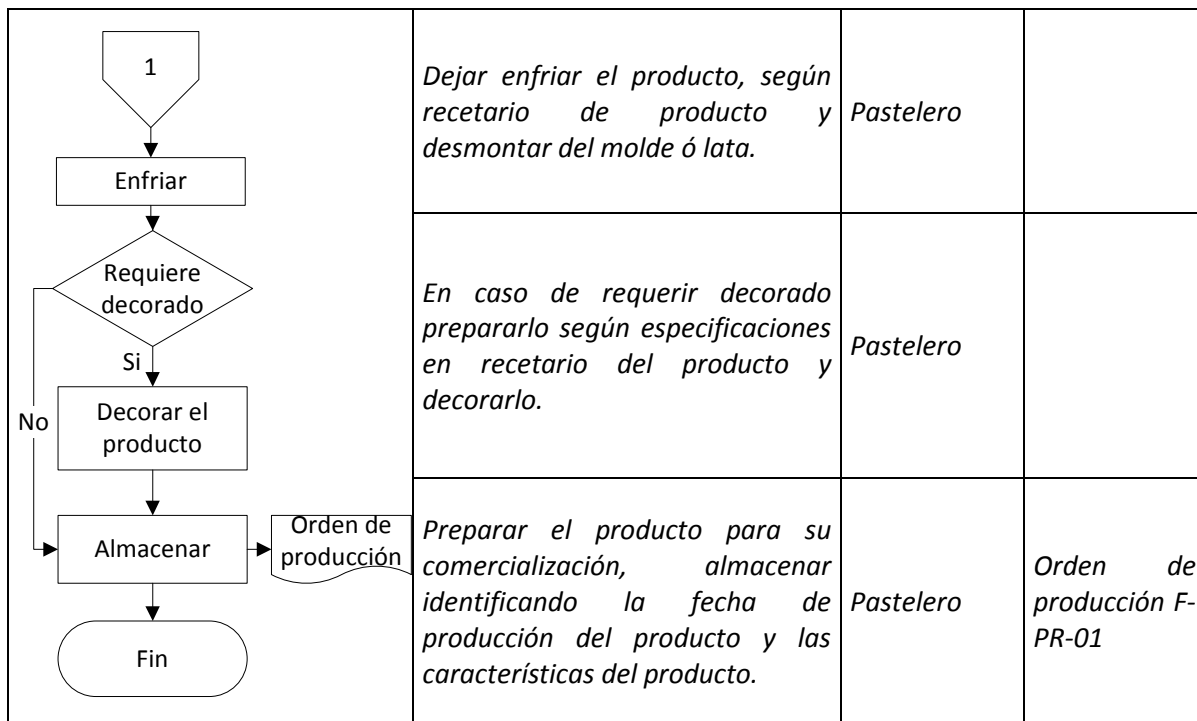 1
Enfriar
Requiere
decorado
Si
No
Decorar el
producto
Almacenar
Orden de
producción
Fin
Dejar enfriar el producto, según
recetario de producto y
desmontar del molde ó lata.
Pastelero
En caso de requerir decorado
prepararlo según especificaciones
en recetario del producto y
decorarlo.
Pastelero
Preparar el producto para su
comercialización, almacenar
identificando la fecha de
producción del producto y las
características del producto.
Pastelero
Orden de
producción F-
PR-01